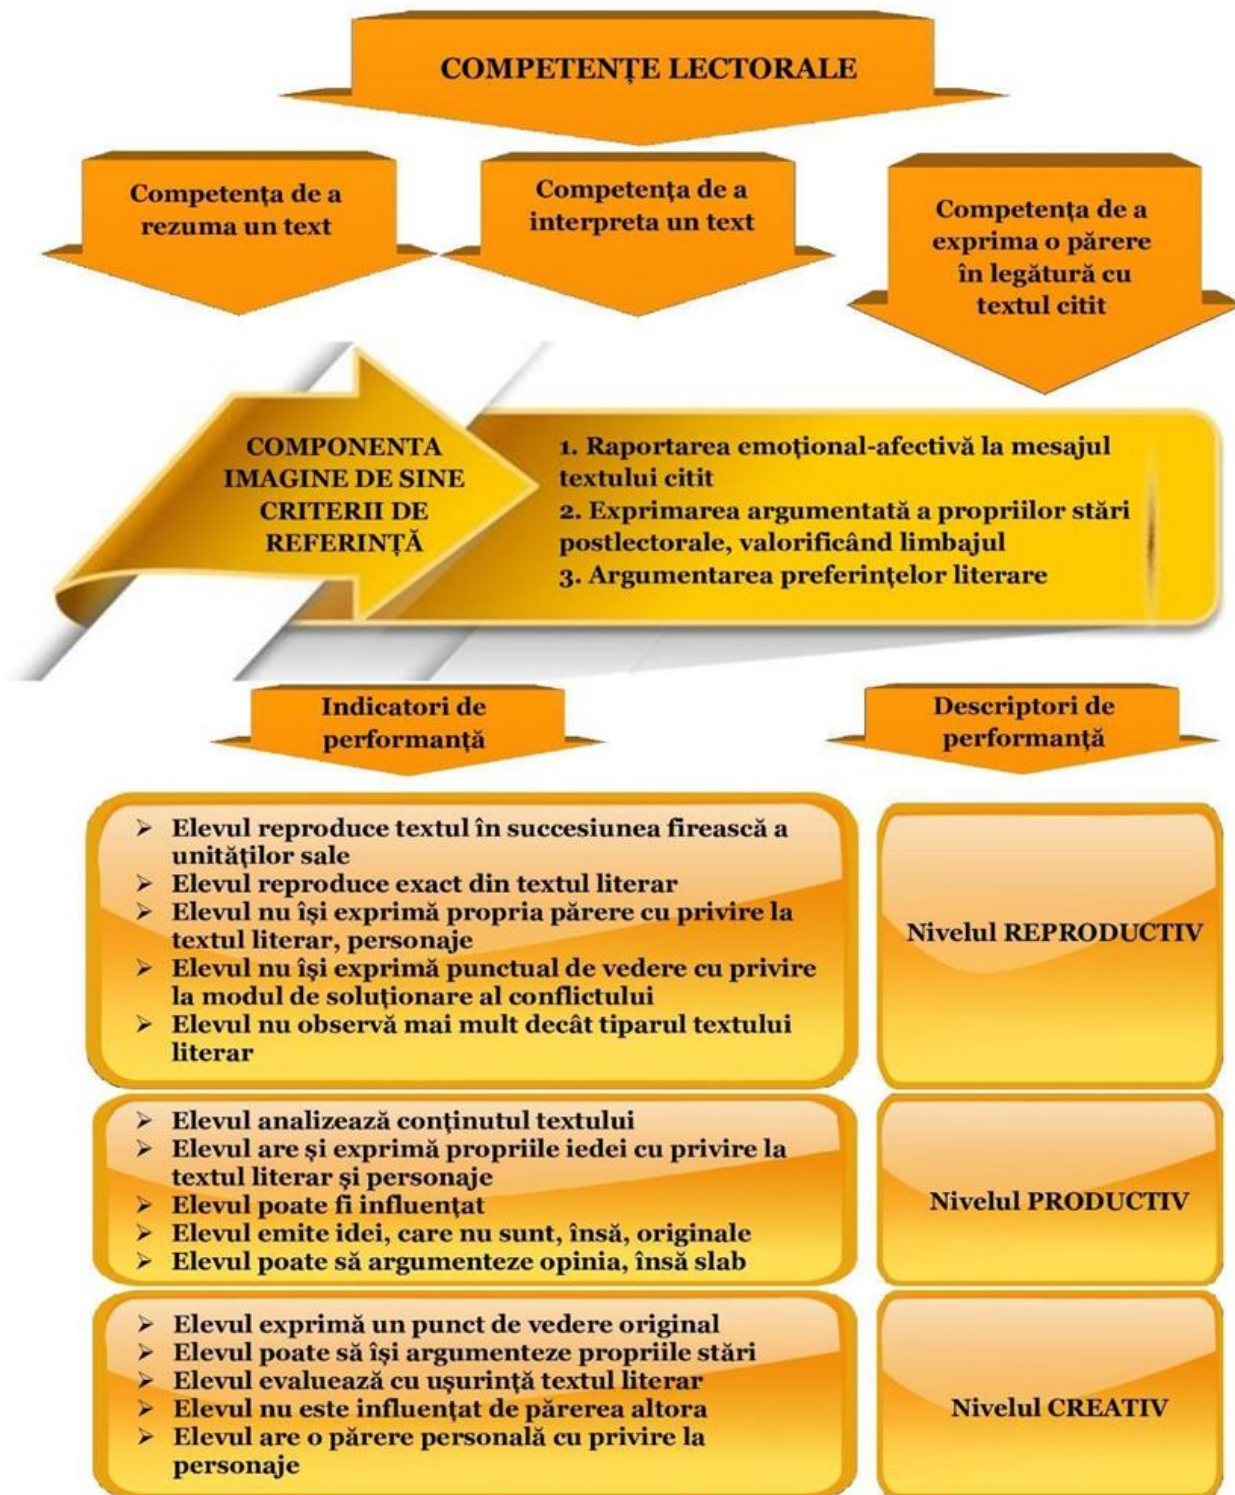 COMPETENȚE LECTORALE
Competența de a
rezuma un text
Competența de a
interpreta un text
Competența de a
exprima o părere
în legătură cu
textul citit
COMPONENTA
IMAGINE DE SINE
CRITERII DE
REFERINȚĂ
1. Raportarea emoțional-afectivă la mesajul
textului citit
2. Exprimarea argumentată a propriilor stări
postlectorale, valorificând limbajul
3. Argumentarea preferințelor literare
Indicatori de
performanță
Descriptori de
performanță
➢ Elevul reproduce textul în succesiunea firească a
unităților sale
➢ Elevul reproduce exact din textul literar
➢ Elevul nu își exprimă propria părere cu privire la
textul literar, personaje
➢ Elevul nu își exprimă punctual de vedere cu privire
la modul de soluționare al conflictului
➢ Elevul nu observă mai mult decât tiparul textului
literar
Nivelul REPRODUCTIV
➢ Elevul analizează conținutul textului
➢ Elevul are și exprimă propriile iedei cu privire la
textul literar și personaje
➢ Elevul poate fi influențat
➢ Elevul emite idei, care nu sunt, însă, originale
➢ Elevul poate să argumenteze opinia, însă slab
Nivelul PRODUCTIV
➢ Elevul exprimă un punct de vedere original
➢ Elevul poate să își argumenteze propriile stări
➢ Elevul evaluează cu ușurință textul literar
➢ Elevul nu este influențat de părerea altora
➢ Elevul are o părere personală cu privire la
personaje
Nivelul CREATIV